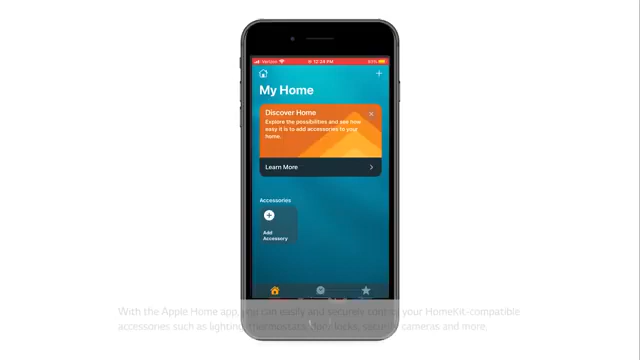 Verizon
12:34 PM
My Home
Discover Home
Explore the possibilities and see how
easy it is to add accessories to your
home.
Learn More
Accessories
Add
Accessory
With the Apple Home app, you can easily and securely control your HomeKit-compatible
accessories such as lighting, thermostats, door locks, security cameras and more.